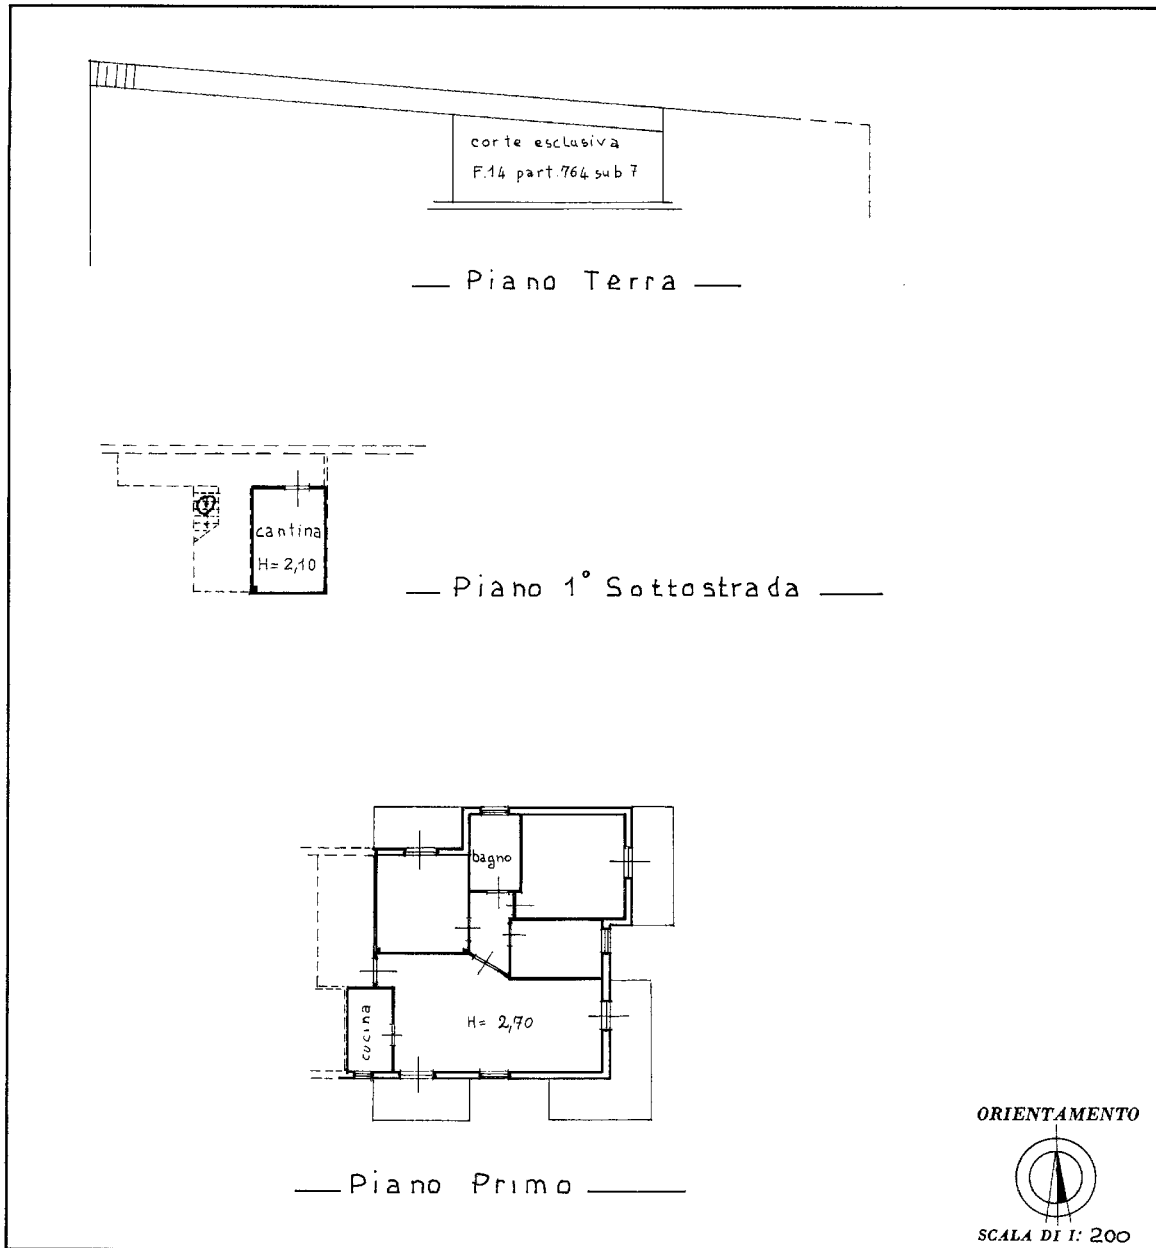 corte esclusiva
F.14 part.764 sub 7
Piano Terra
cantina
H= 2,10
Piano 1° Sottostrada
bagno
cucina
H= 2,70
Piano Primo
ORIENTAMENTO
SCALA DI 1: 200